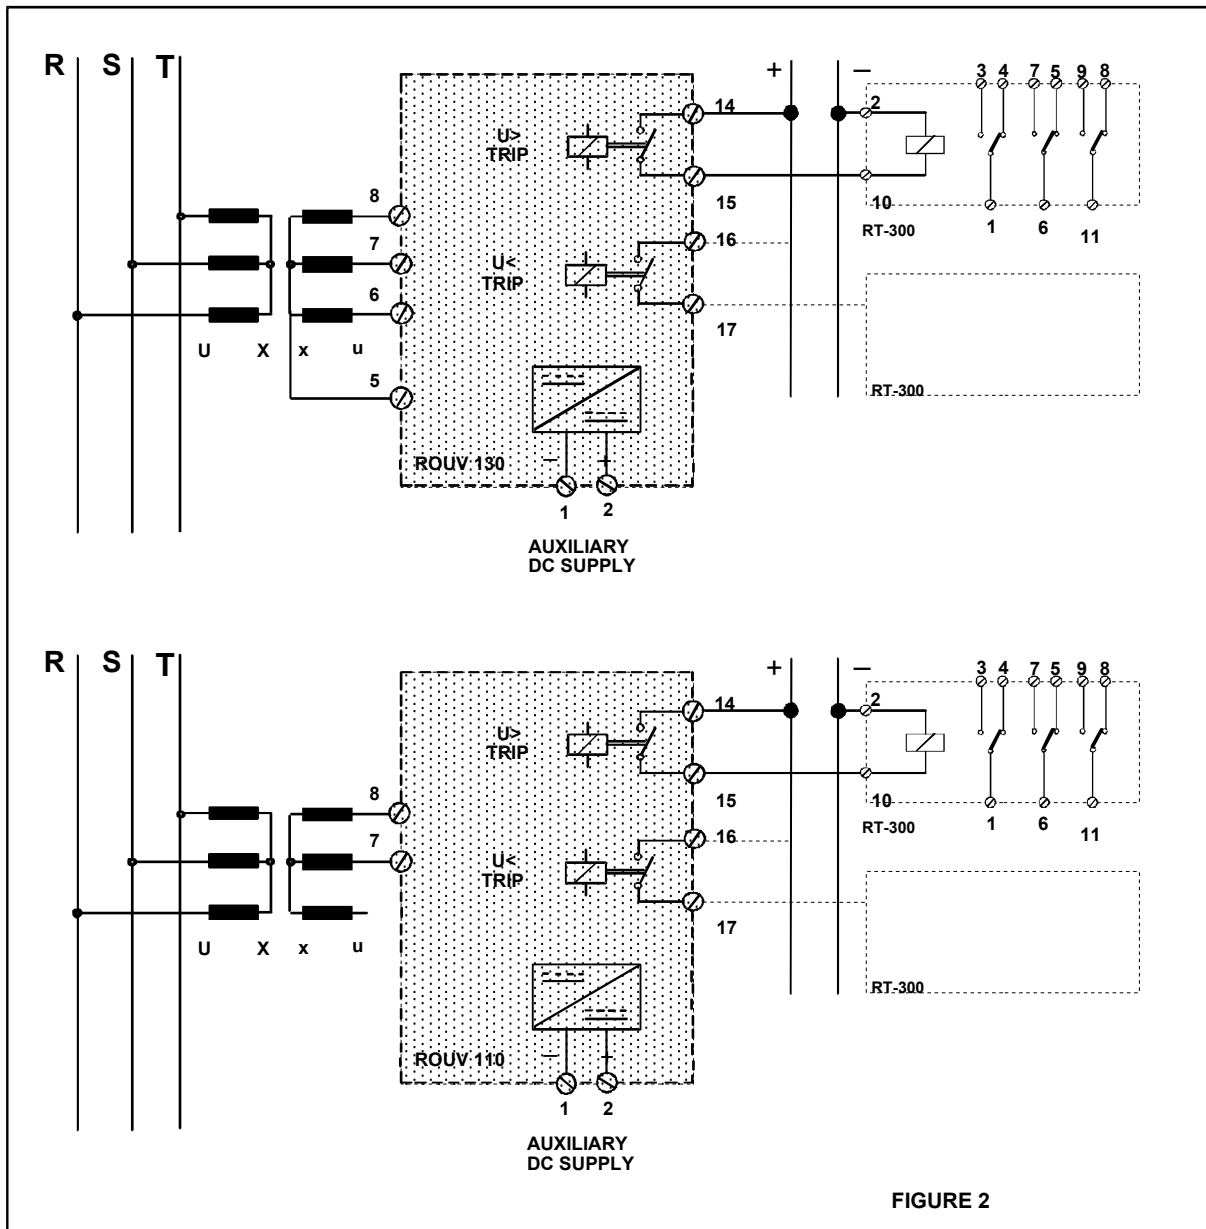 R S T
+ –
3 4 7 5 9 8
14
2
U>
TRIP
8
15
10
RT-300
1 6 11
7
16
U<
TRIP
6
17
U X x u
5
RT-300
ROUV 130
– +
1 2
AUXILIARY
DC SUPPLY
R S T
+ –
3 4 7 5 9 8
14
2
U>
TRIP
8
15
10
RT-300
1 6 11
7
16
U<
TRIP
17
U X x u
RT-300
ROUV 110
– +
1 2
AUXILIARY
DC SUPPLY
FIGURE 2